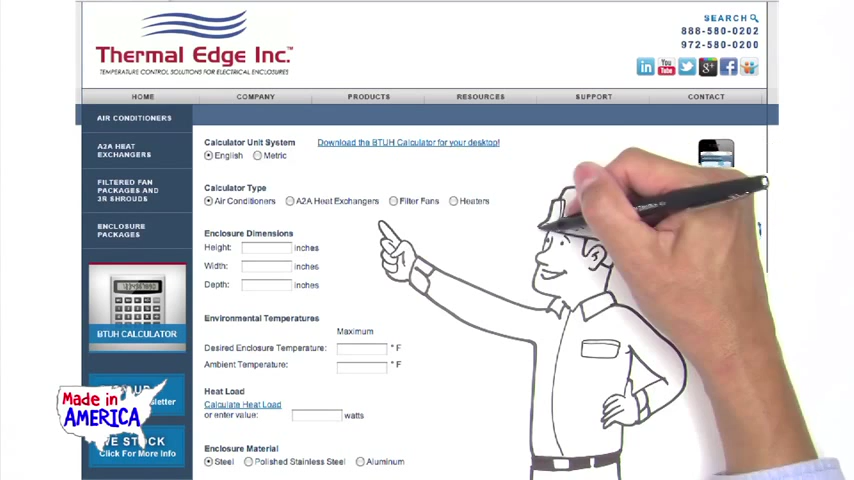 SEARCH
888-580-0200
972-580-0202
Thermal Edge Inc.™
TEMPERATURE CONTROL SOLUTIONS FOR ELECTRICAL ENCLOSURES
in You Tube g+ f
HOME COMPANY PRODUCTS RESOURCES SUPPORT CONTACT
AIR CONDITIONERS
A2A HEAT
EXCHANGERS
FILTERED FAN
PACKAGES AND
3R SHROUDS
ENCLOSURE
PACKAGES
BTUH CALCULATOR
Click For More Info
Made in
AMERICA
Calculator Unit System Download the BTUH Calculator for your desktop!
English Metric
Calculator Type
Air Conditioners A2A Heat Exchangers Filter Fans Heaters
Enclosure Dimensions
Height: inches
Width: inches
Depth: inches
Environmental Temperatures
Maximum
Desired Enclosure Temperature: ° F
Ambient Temperature: ° F
Heat Load
Calculate Heat Load
or enter value: watts
Enclosure Material
Steel Polished Stainless Steel Aluminum